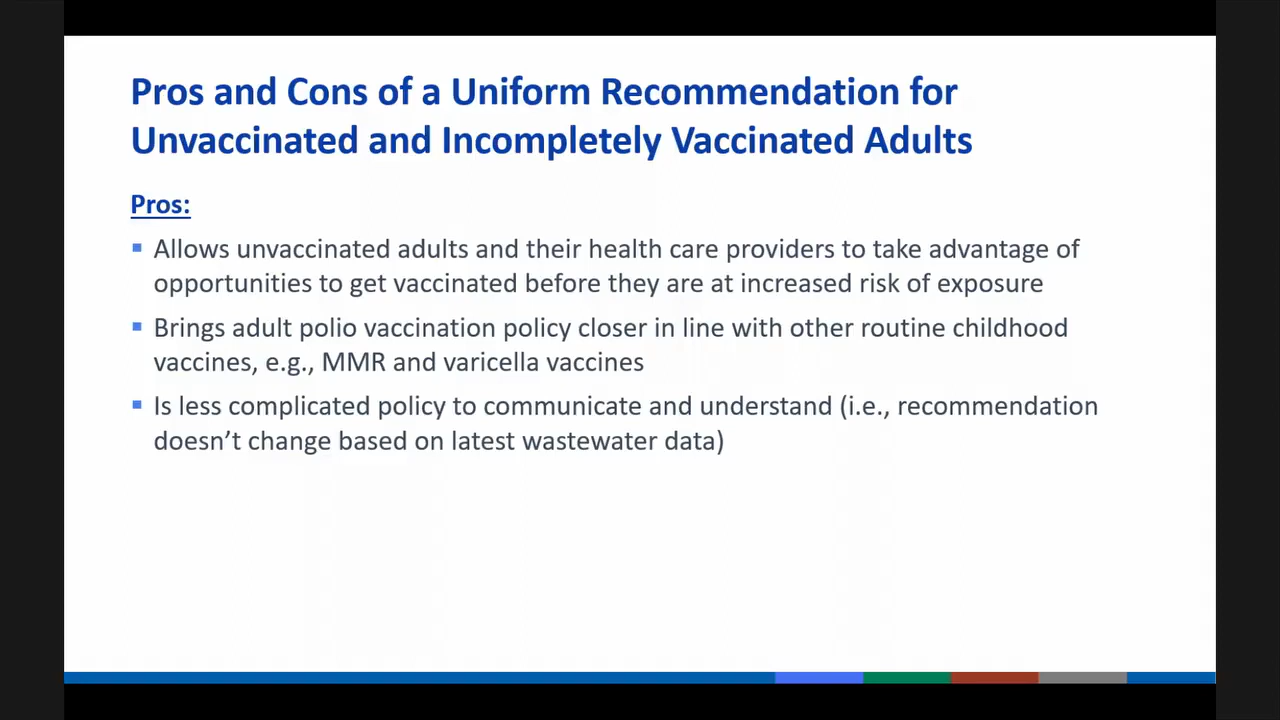 Pros and Cons of a Uniform Recommendation for
Unvaccinated and Incompletely Vaccinated Adults
Pros:
▪ Allows unvaccinated adults and their health care providers to take advantage of
opportunities to get vaccinated before they are at increased risk of exposure
▪ Brings adult polio vaccination policy closer in line with other routine childhood
vaccines, e.g., MMR and varicella vaccines
▪ Is less complicated policy to communicate and understand (i.e., recommendation
doesn’t change based on latest wastewater data)